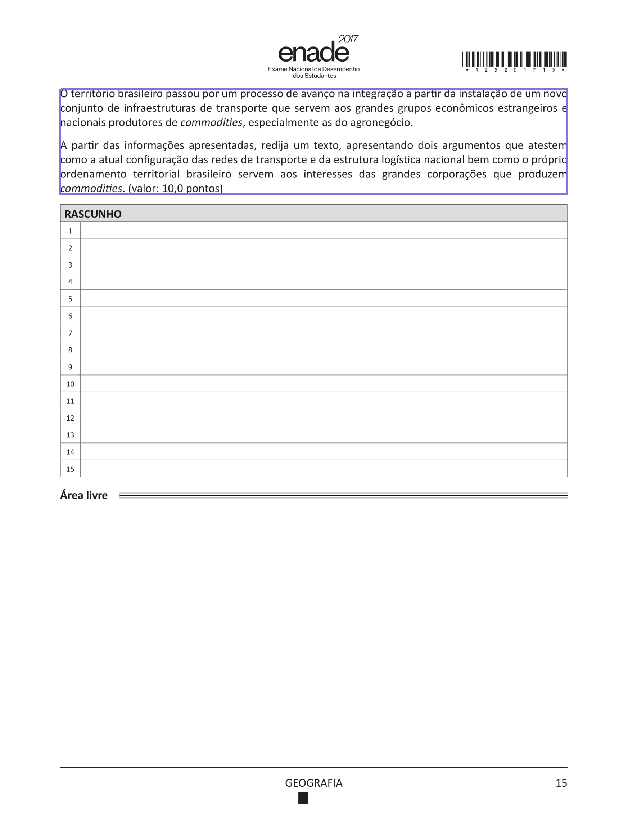 2017
enade
Exame Nacional de Desempenho
dos Estudantes
O território brasileiro passou por um processo de avanço na integração a partir da instalação de um novo
conjunto de infraestruturas de transporte que servem aos grandes grupos econômicos estrangeiros e
nacionais produtores de commodities, especialmente as do agronegócio.
A partir das informações apresentadas, redija um texto, apresentando dois argumentos que atestem
como a atual configuração das redes de transporte e da estrutura logística nacional bem como o próprio
ordenamento territorial brasileiro servem aos interesses das grandes corporações que produzem
commodities. (valor: 10,0 pontos)
RASCUNHO
1
2
3
4
5
6
7
8
9
10
11
12
13
14
15
Área livre
GEOGRAFIA
15